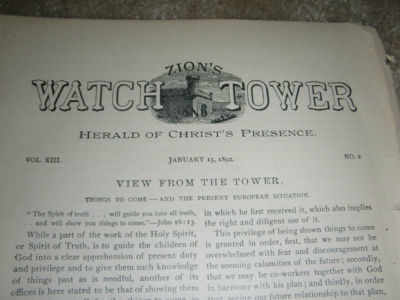 ZION'S
WATCH TOWER
HERALD OF CHRIST'S PRESENCE.
VOL. XIII. JANUARY 15, 1892. NO. 2
VIEW FROM THE TOWER.
THINGS TO COME—AND THE PRESENT EUROPEAN SITUATION.
"The Spirit of truth . . . will guide you into all truth,
. . . and will show you things to come."—John 16:13.
While a part of the work of the Holy Spirit,
or Spirit of Truth, is to guide the children of
God into a clear apprehension of present duty
and privilege and to give them such knowledge
of things past as is needful, another of its
offices is here stated to be that of showing them
in which he first received it, which also implies
the right and diligent use of it.
This privilege of being shown things to come
is granted in order, first, that we may not be
overwhelmed with fear and discouragement at
the seeming calamities of the future; secondly,
that we may be co-workers together with God
in harmony with his plan; and thirdly, in order
that, seeing our future relationship to that plan,